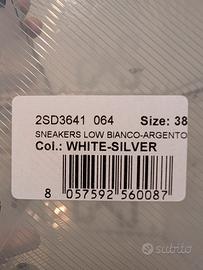 2SD3641 064 Size: 38
SNEAKERS LOW BIANCO-ARGENTO
Col.: WHITE-SILVER
8 057592 560087
subito